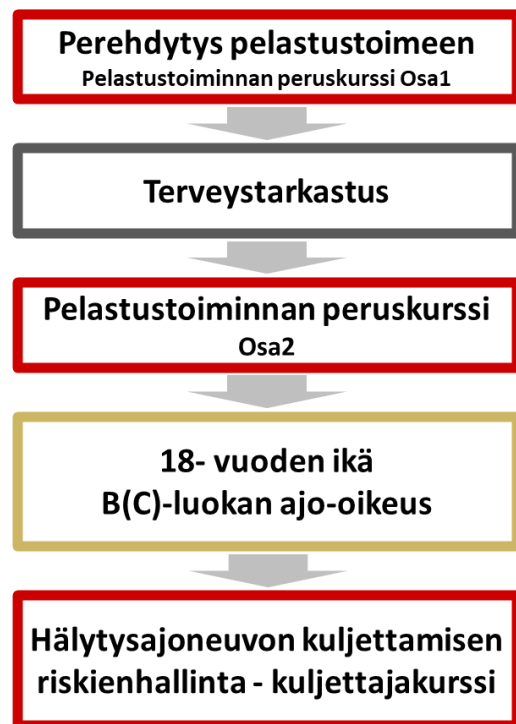 Perehdytys pelastustoimeen
Pelastustoiminnan peruskurssi Osa1
Terveystarkastus
Pelastustoiminnan peruskurssi
Osa2
18- vuoden ikä
B(C)-luokan ajo-oikeus
Hälytysajoneuvon kuljettamisen
riskienhallinta - kuljettajakurssi